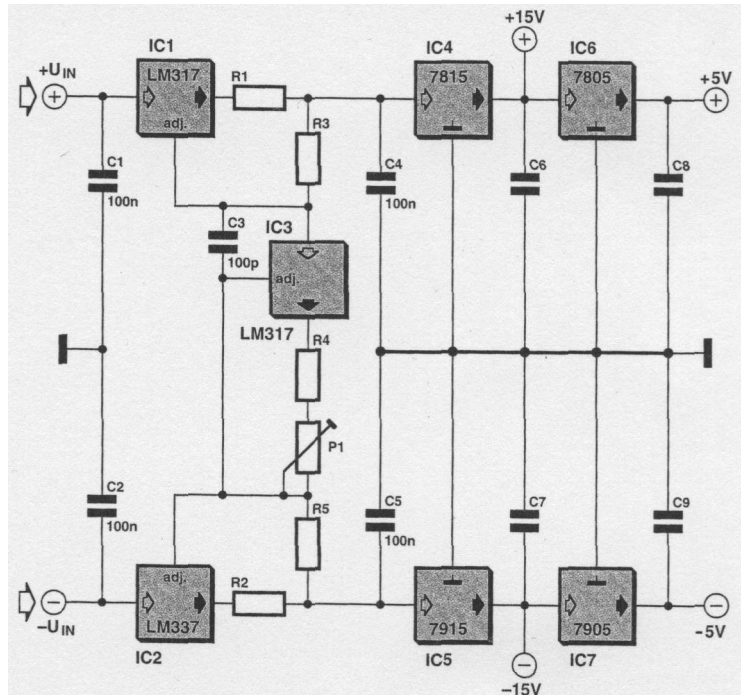 IC1
+U IN
LM317
adj.
R1
R3
C1
100n
C3
100p
IC3
adj.
LM317
R4
P1
R5
C2
100n
adj.
R2
LM337
−U IN
IC2
+15V
IC4
7815
IC6
7805
+5V
C4
100n
C6
C8
C5
100n
C7
C9
7915
IC5
7905
IC7
−5V
−15V